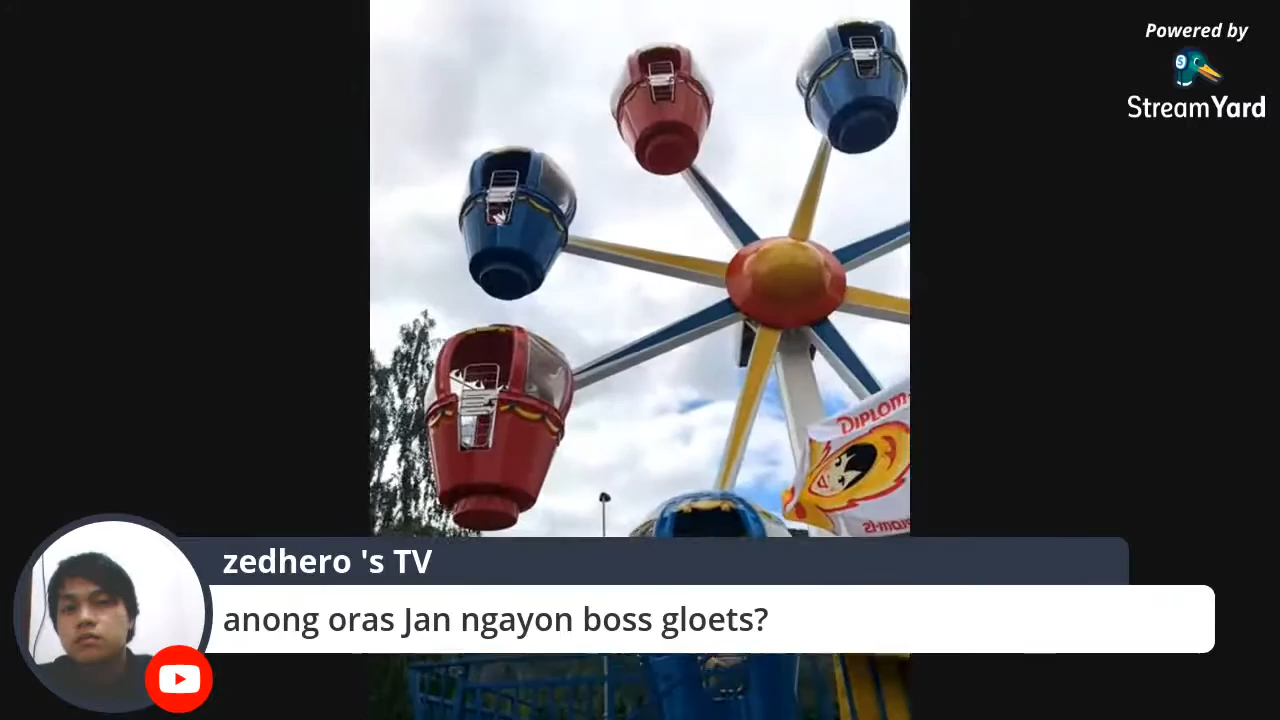 Powered by
StreamYard
DIPLOM-
zedhero 's TV
anong oras Jan ngayon boss gloets?